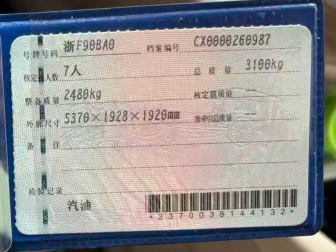 号牌号码 浙F90BA0 档案编号 CX0000260987
核定载人数 7人 总质量 3100kg
整备质量 2480kg 核定载质量 --
外廓尺寸 5370×1928×1920mm 准牵引总质量 --
备注
检验记录
汽油
*3370038144132*